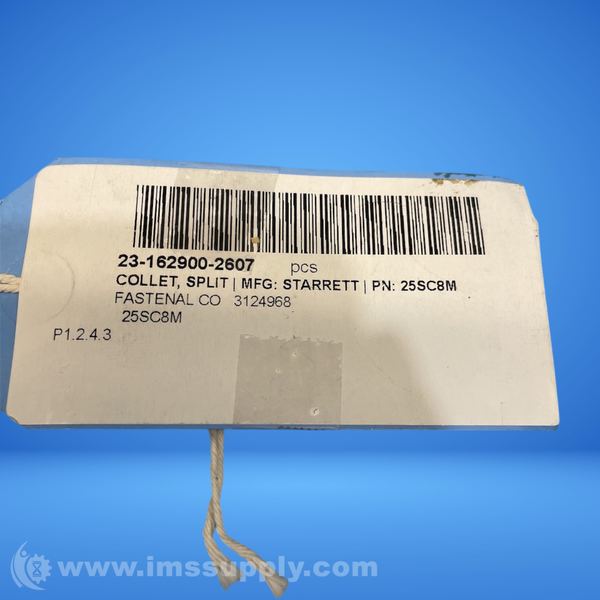 23-162900-2607 pcs
COLLET, SPLIT | MFG: STARRETT | PN: 25SC8M
FASTENAL CO 3124968
25SC8M
P1.2.4.3
www.imssupply.com